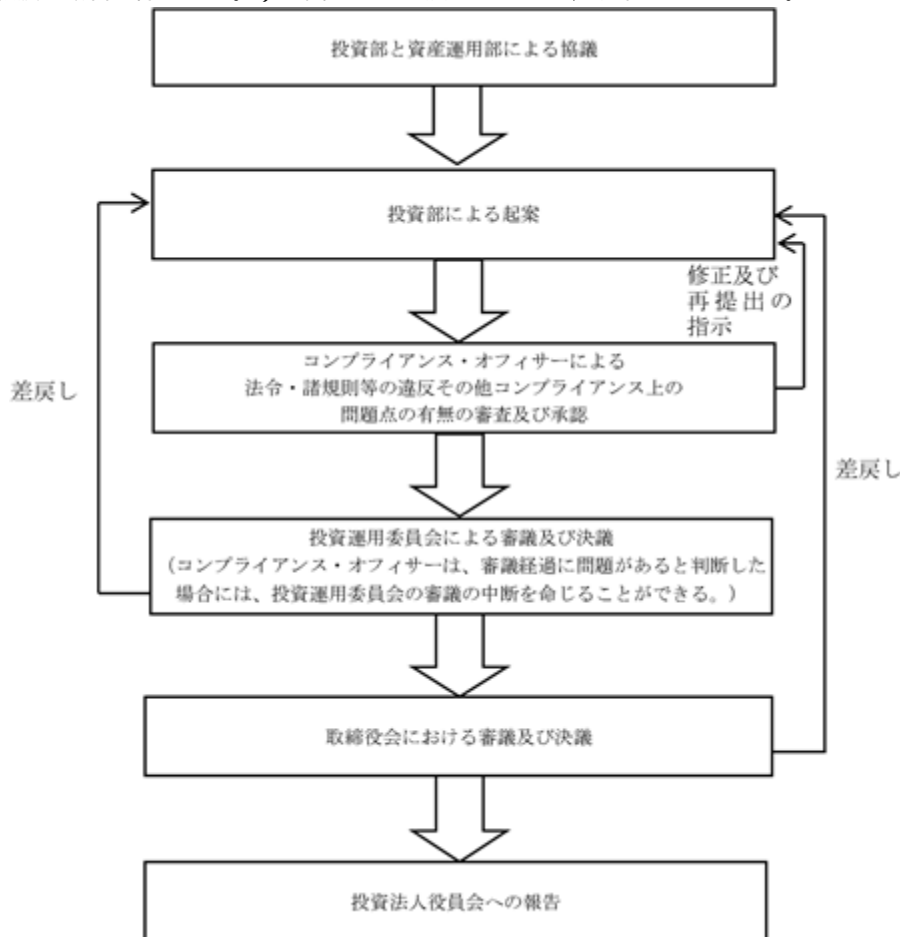 投資部と資産運用部による協議
投資部による起案
修正及び
再提出の
指示
コンプライアンス・オフィサーによる
法令・諸規則等の違反その他コンプライアンス上の
問題点の有無の審査及び承認
差戻し
差戻し
投資運用委員会による審議及び決議
(コンプライアンス・オフィサーは、審議経過に問題があると判断した
場合には、投資運用委員会の審議の中断を命じることができる。)
取締役会における審議及び決議
投資法人役員会への報告